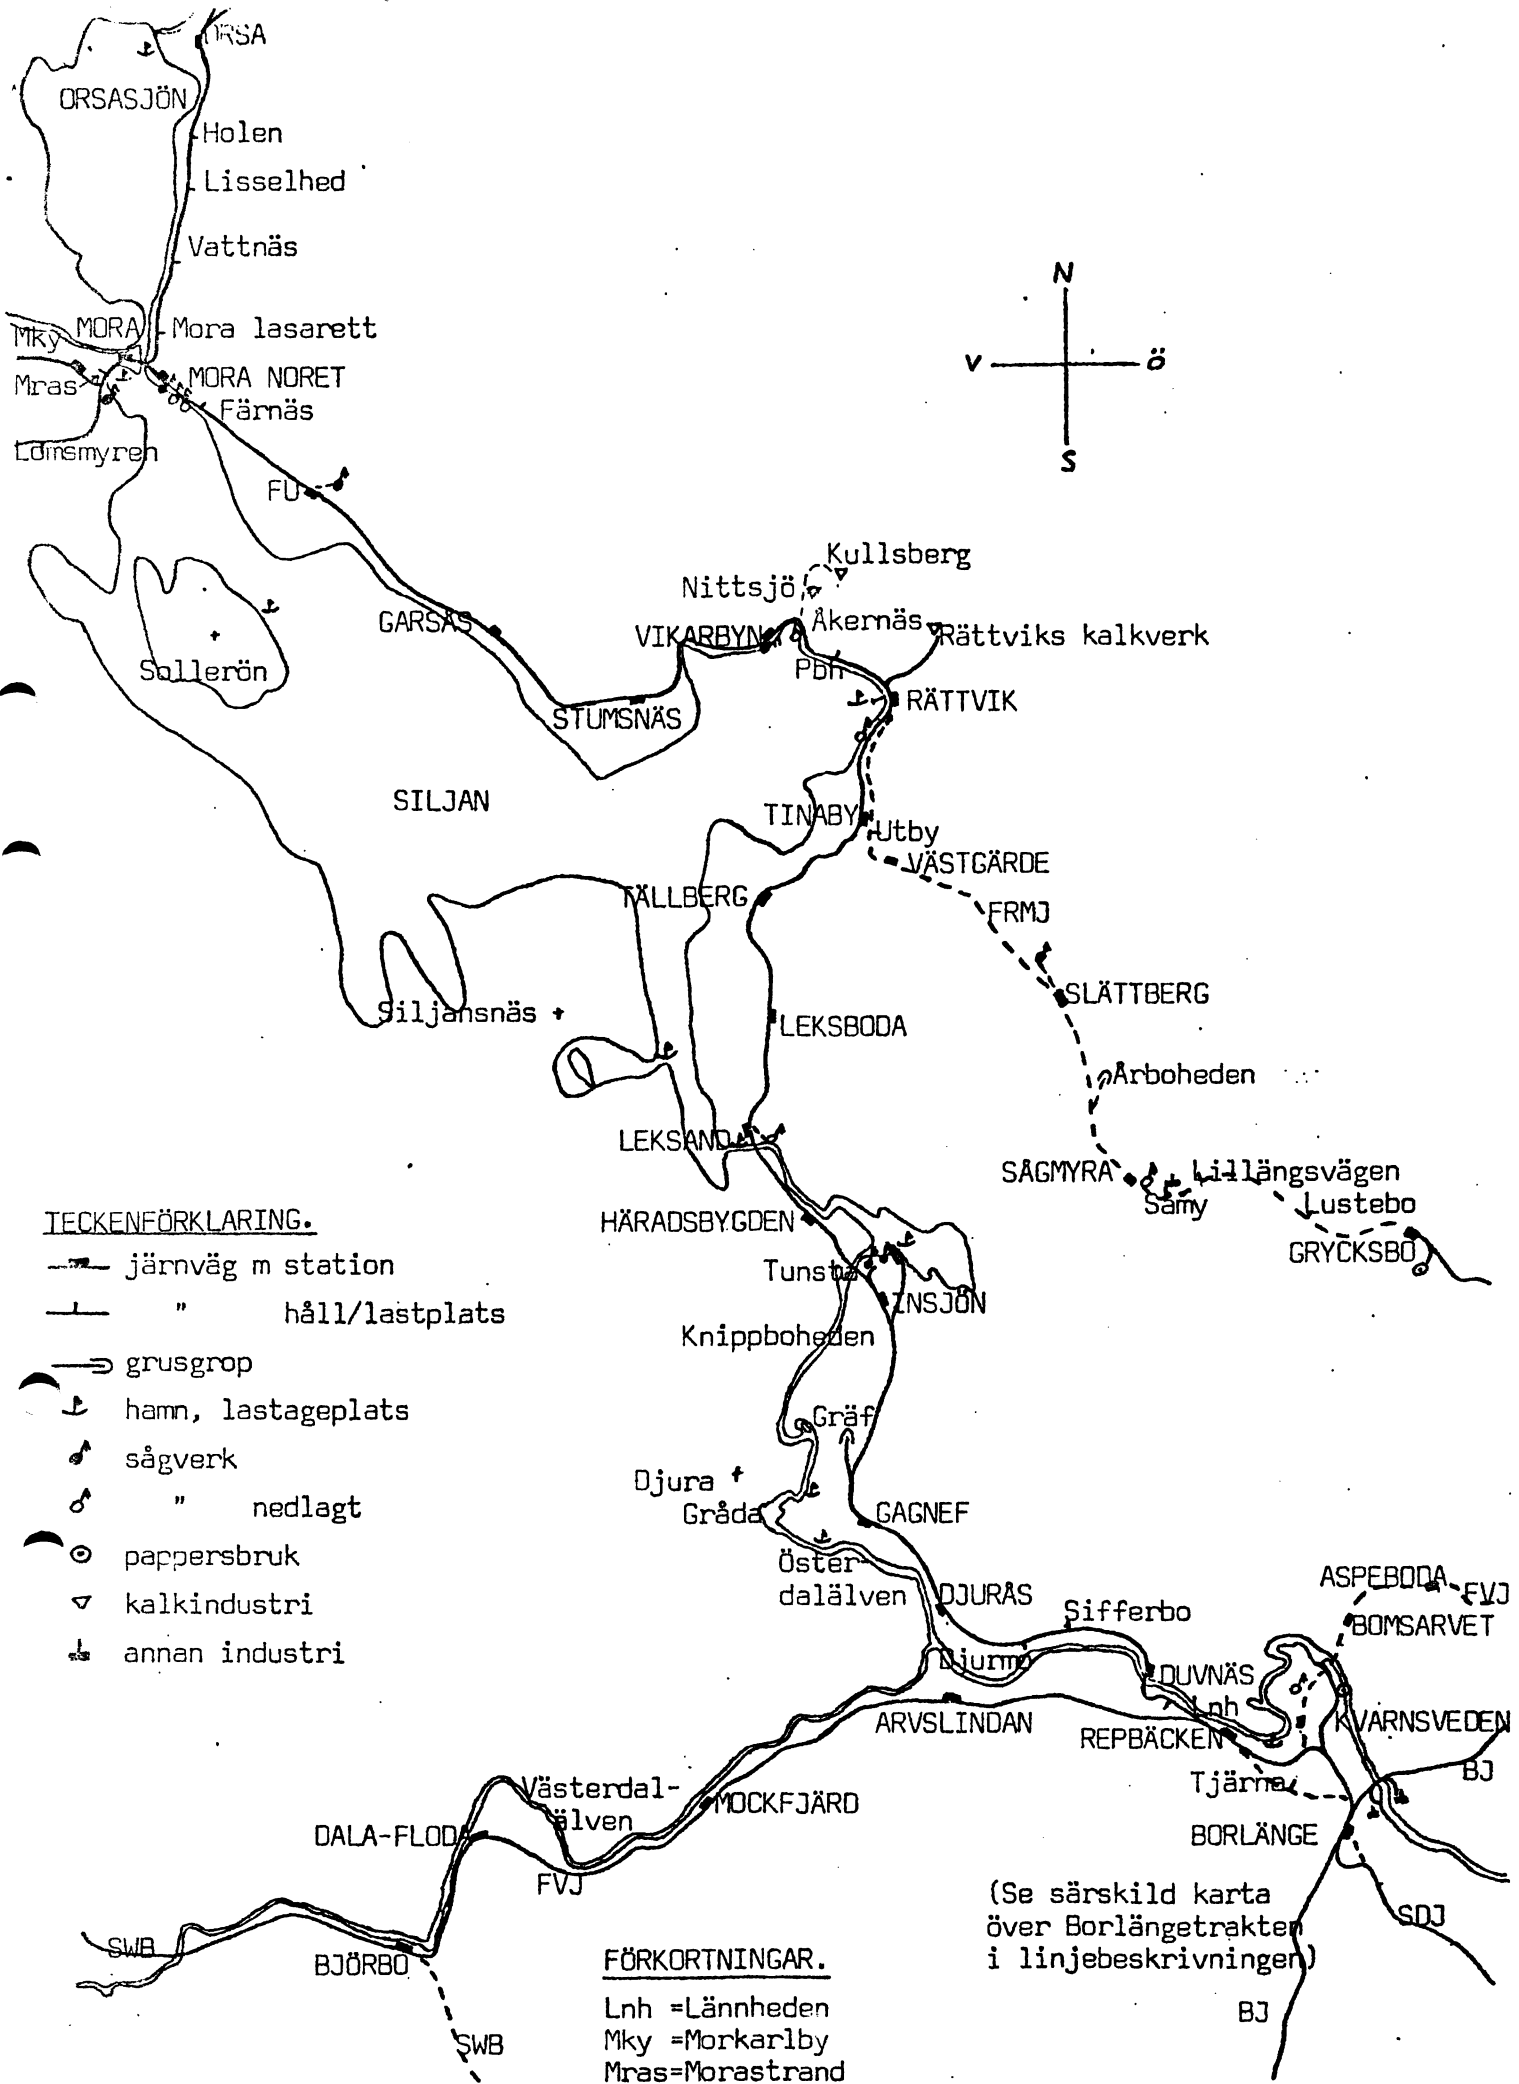 ORSA
ORSASJÖN
Holen
Lisselhed
Vattnäs
Mky
MORA
Mora lasarett
Mras
MORA NORET
Färnäs
Lomsmyren
FU
N
V
Ö
S
Kullsberg
Nittsjö
GARSÅS
VIKARBYN
Åkernäs
Rättviks kalkverk
Pbh
Sollerön
RÄTTVIK
STUMSNÄS
SILJAN
TINABY
Utby
VÄSTGÄRDE
TÄLLBERG
FRMJ
SLÄTTBERG
Siljansnäs
LEKSBODA
Årboheden
LEKSAND
SÅGMYRA
Lillängsvägen
Samy
Lustebo
HÄRADSBYGDEN
GRYCKSBO
Tunsta
INSJÖN
Knippboheden
TECKENFÖRKLARING.
järnväg m station
" håll/lastplats
grusgrop
hamn, lastageplats
sågverk
" nedlagt
pappersbruk
kalkindustri
annan industri
Gräf
Djura
Gråda
GAGNEF
Öster-
dalälven
DJURÅS
Sifferbo
ASPEBODA
FVJ
BOMSARVET
Djurmo
DUVNÄS
Lnh
ARVSLINDAN
REPBÄCKEN
KVARNSVEDEN
BJ
Tjärna
Västerdal-
älven
MOCKFJÄRD
DALA-FLODA
BORLÄNGE
FVJ
(Se särskild karta
över Borlängetrakten
i linjebeskrivningen)
SDJ
SWB
BJÖRBO
BJ
SWB
FÖRKORTNINGAR.
Lnh =Lännheden
Mky =Morkarlby
Mras=Morastrand